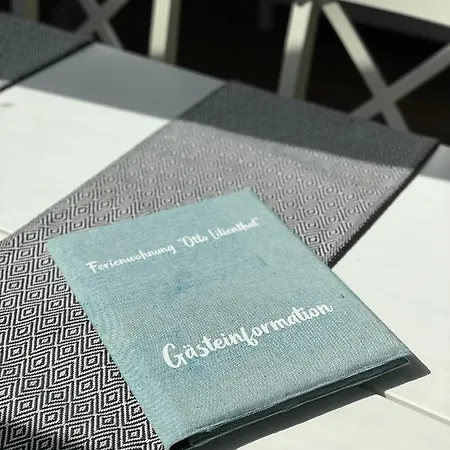 Ferienwohnung "Otto Lilienthal"
Gästeinformation